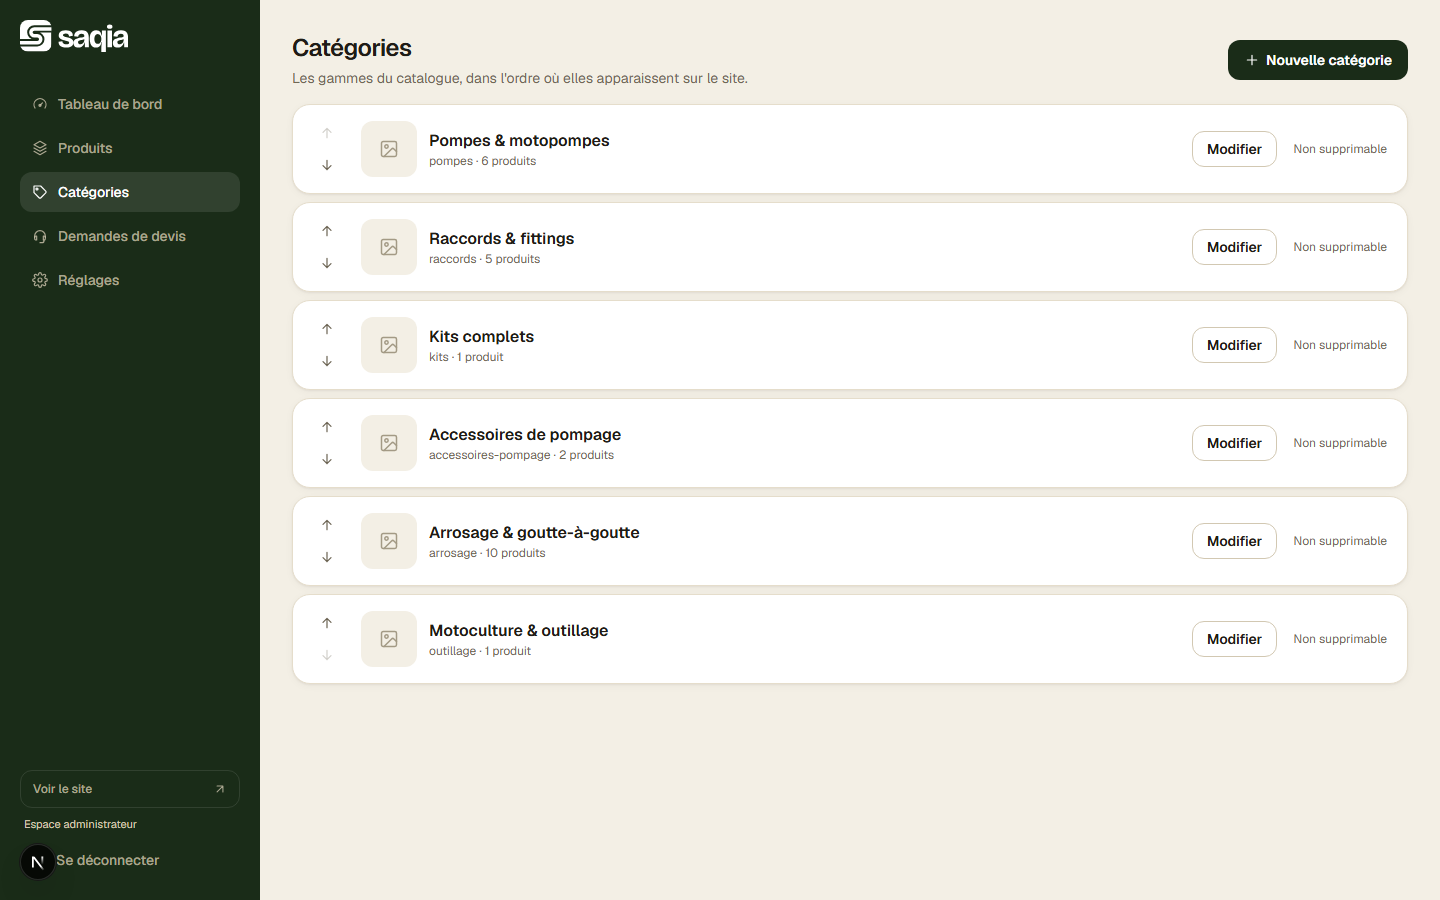 saqia
Tableau de bord
Produits
Catégories
Demandes de devis
Réglages
Voir le site
Espace administrateur
N
Se déconnecter
Catégories
Les gammes du catalogue, dans l'ordre où elles apparaissent sur le site.
Nouvelle catégorie
Pompes & motopompes
pompes · 6 produits
Modifier
Non supprimable
Raccords & fittings
raccords · 5 produits
Modifier
Non supprimable
Kits complets
kits · 1 produit
Modifier
Non supprimable
Accessoires de pompage
accessoires-pompage · 2 produits
Modifier
Non supprimable
Arrosage & goutte-à-goutte
arrosage · 10 produits
Modifier
Non supprimable
Motoculture & outillage
outillage · 1 produit
Modifier
Non supprimable